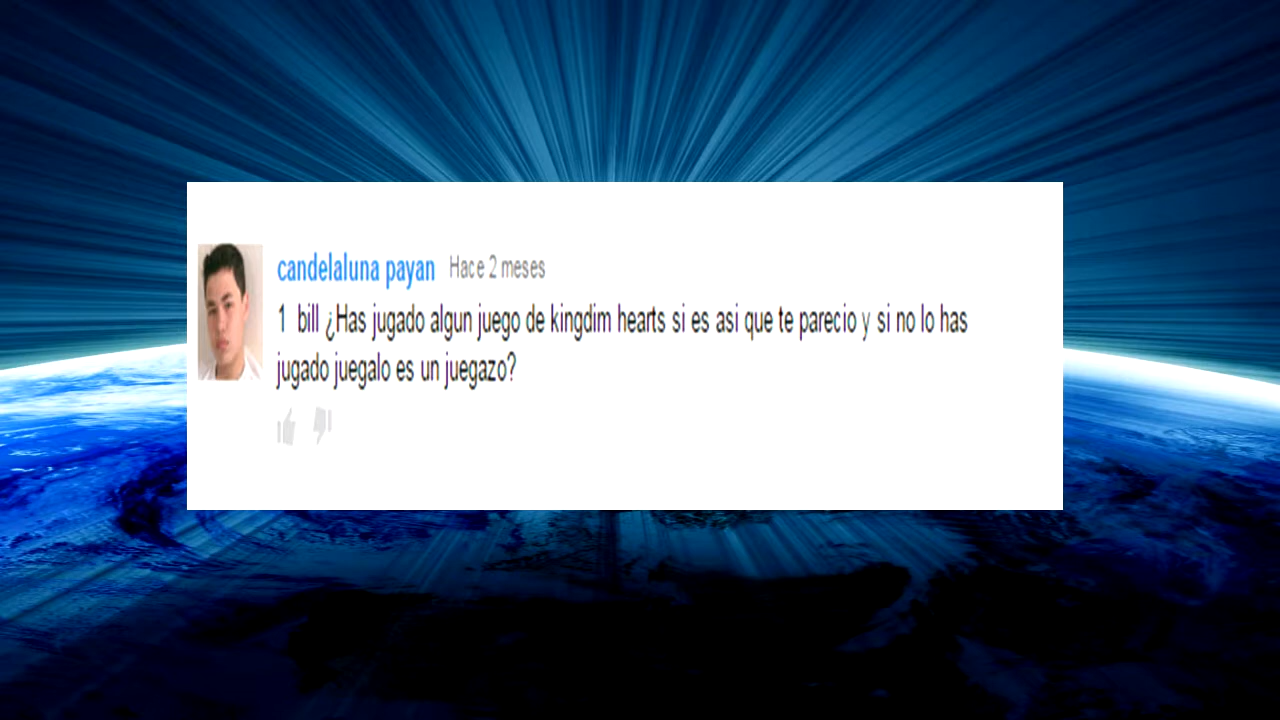 candelaluna payan Hace 2 meses
1 bill ¿Has jugado algun juego de kingdim hearts si es asi que te parecio y si no lo has
jugado juegalo es un juegazo?